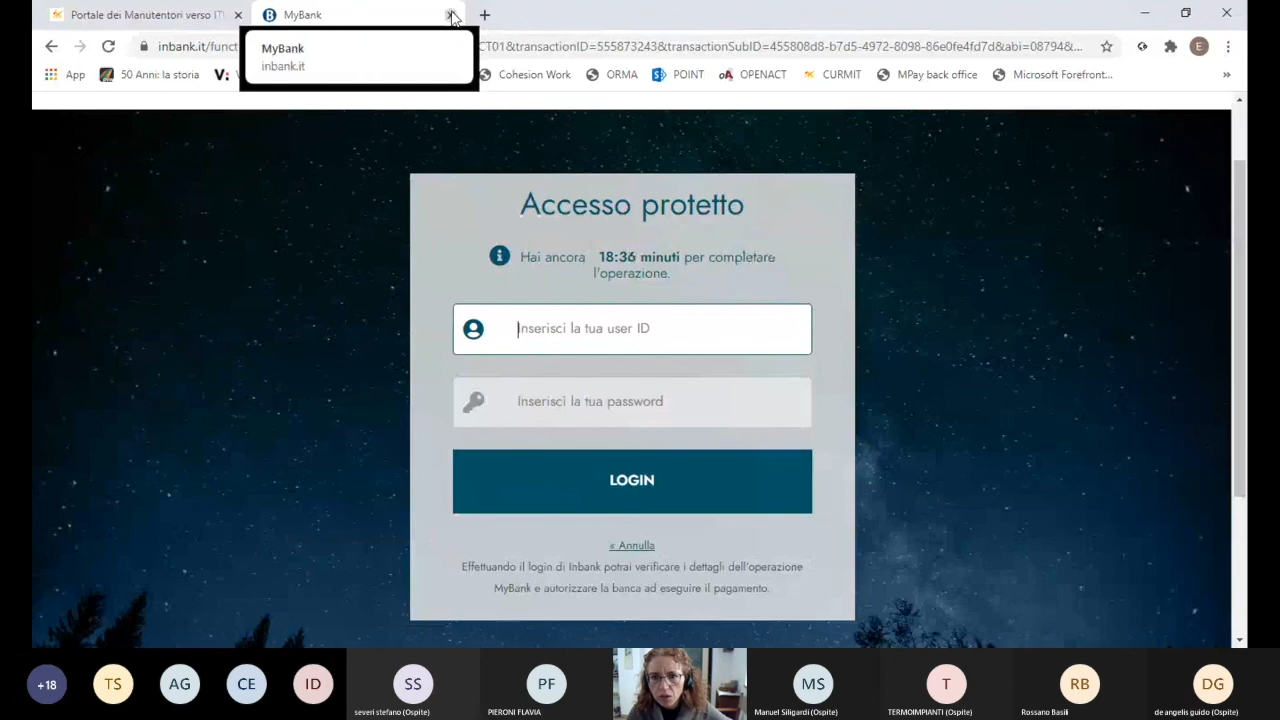 Portale dei Manutentori verso IT
MyBank
MyBank
inbank.it
inbank.it/funct
CT01&transactionID=555873243&transactionSubID=455808d8-b7d5-4972-8098-86e0fe4fd7d&abi=08794&...
E
App
50 Anni: la storia
V:
Cohesion Work
ORMA
POINT
OPENACT
CURMIT
MPay back office
Microsoft Forefront...
»
Accesso protetto
Hai ancora 18:36 minuti per completare
l'operazione.
Inserisci la tua user ID
Inserisci la tua password
LOGIN
« Annulla
Effettuando il login di Inbank potrai verificare i dettagli dell'operazione
MyBank e autorizzare la banca ad eseguire il pagamento.
+18
TS
AG
CE
ID
SS
PF
MS
T
RB
DG
severi stefano (Ospite)
PIERONI FLAVIA
Manuel Siligardi (Ospite)
TERMOIMPIANTI (Ospite)
Rossano Basili
de angelis guido (Ospite)